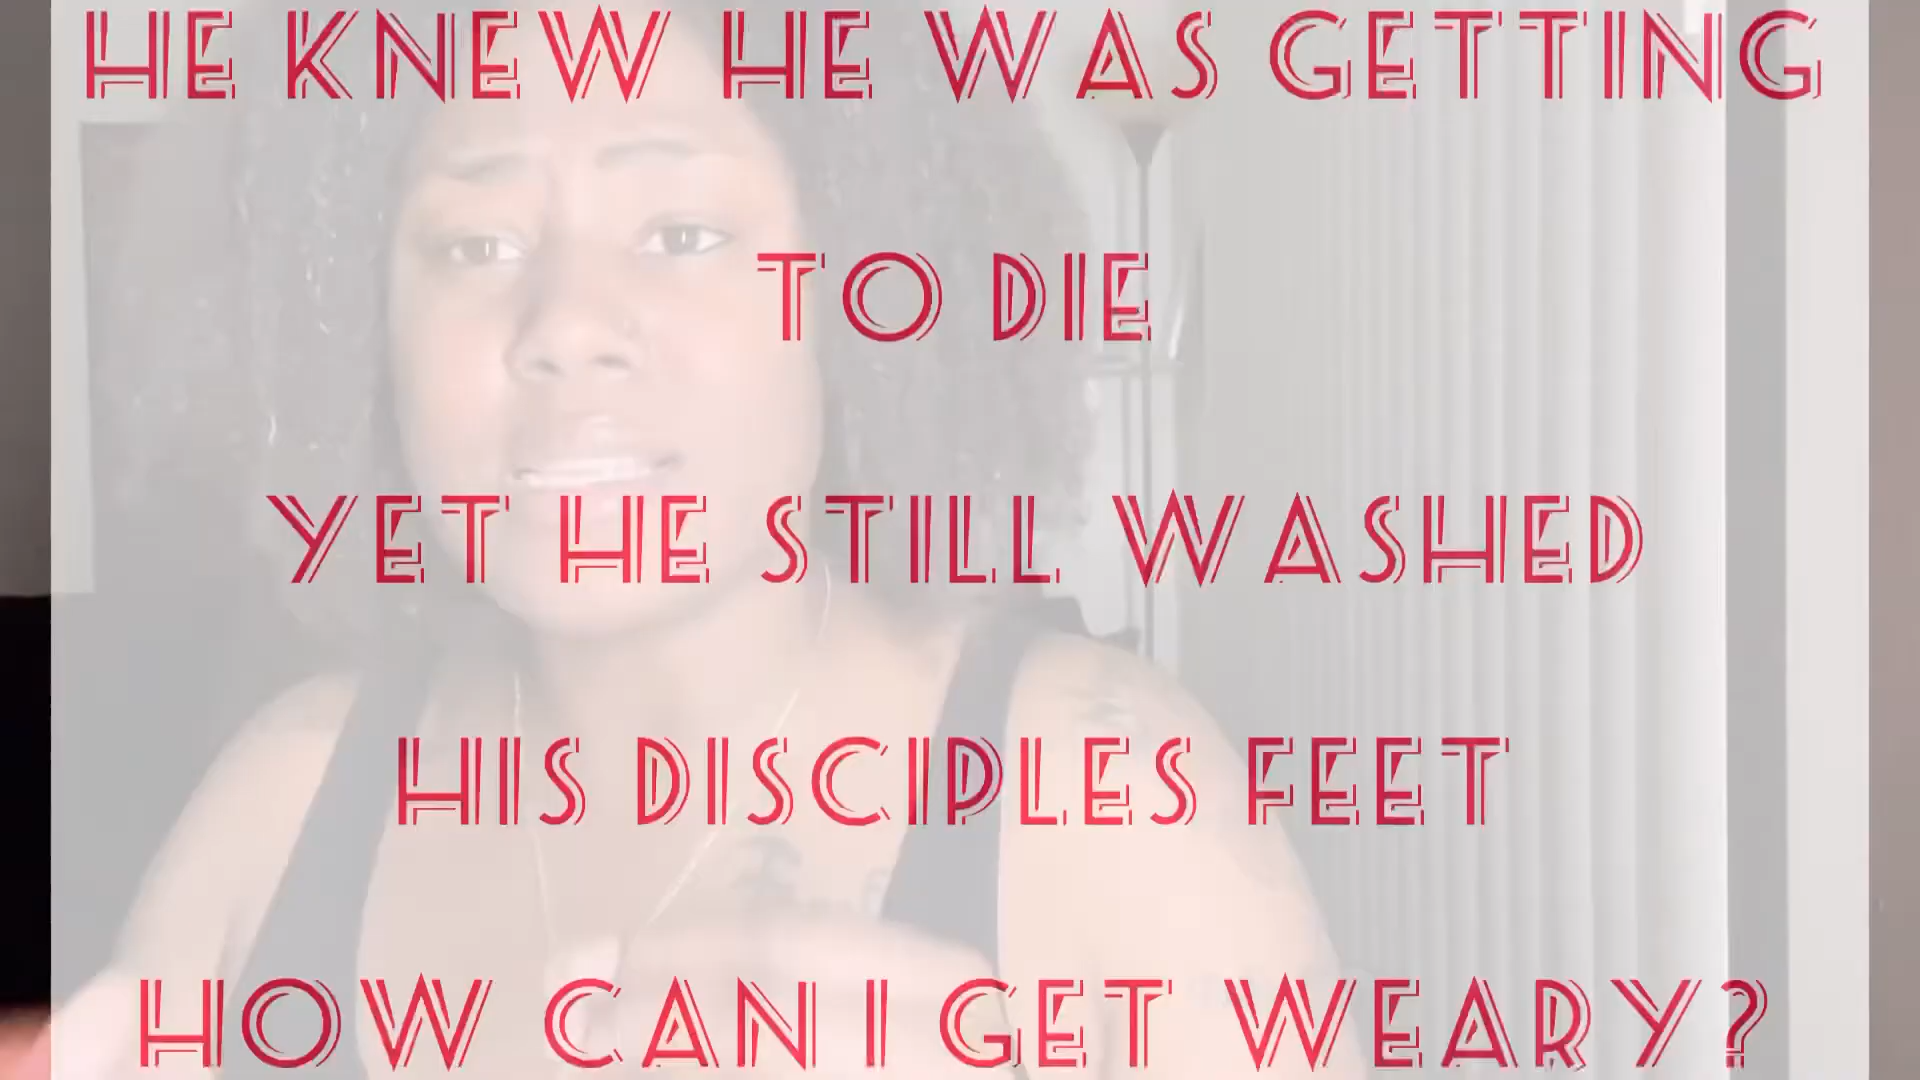 HE KNEW HE WAS GETTING
TO DIE
YET HE STILL WASHED
HIS DISCIPLES FEET
HOW CAN I GET WEARY?